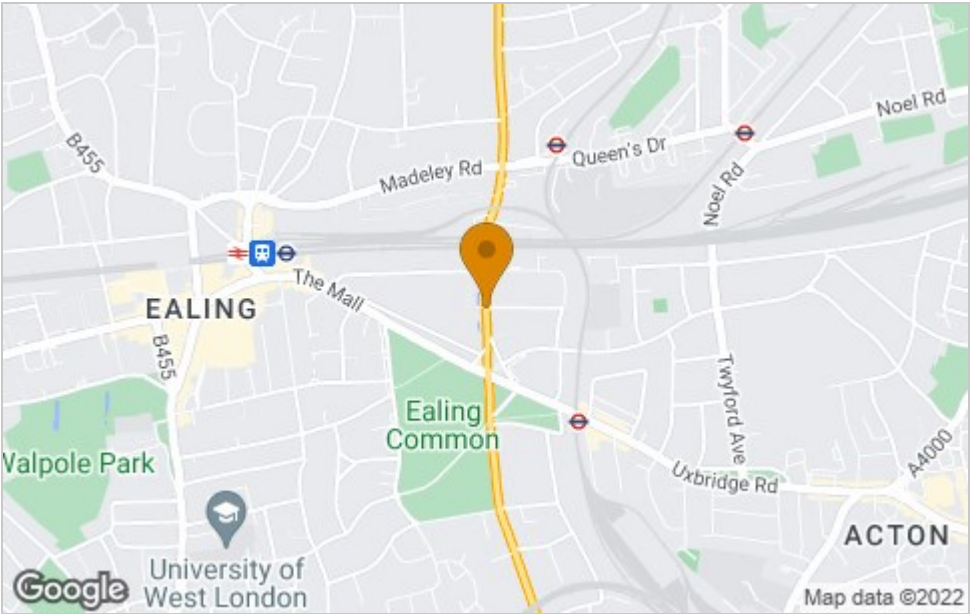 Noel Rd
B455
Queen's Dr
Madeley Rd
Noel Rd
The Mall
EALING
B455
Twyford Ave
Ealing
Common
Walpole Park
A4000
Uxbridge Rd
ACTON
University of
West London
Google
Map data ©2022